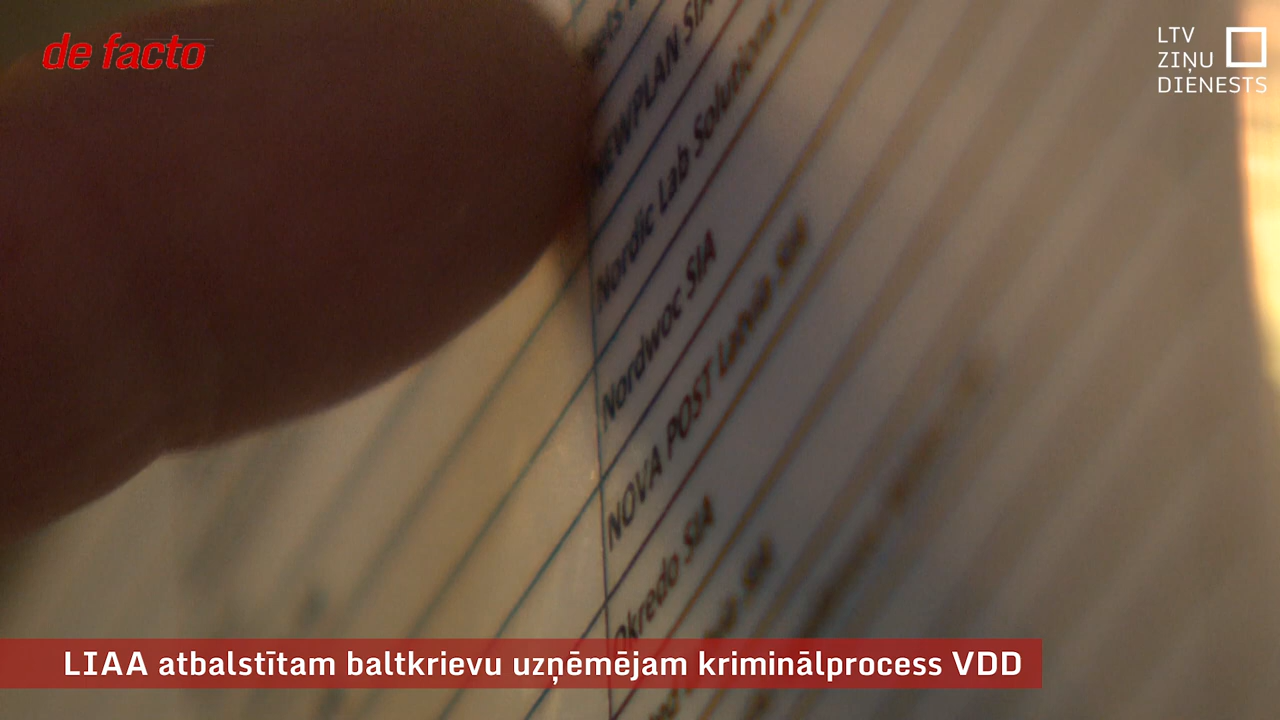 de facto
LTV
ZIŅU
DIENESTS
NEWPLAN SIA
Nordic Lab Solutions
Nordwoc SIA
NOVA POST Latvia SIA
Okredo SIA
SIA
LIAA atbalstītam baltkrievu uzņēmējam kriminālprocess VDD